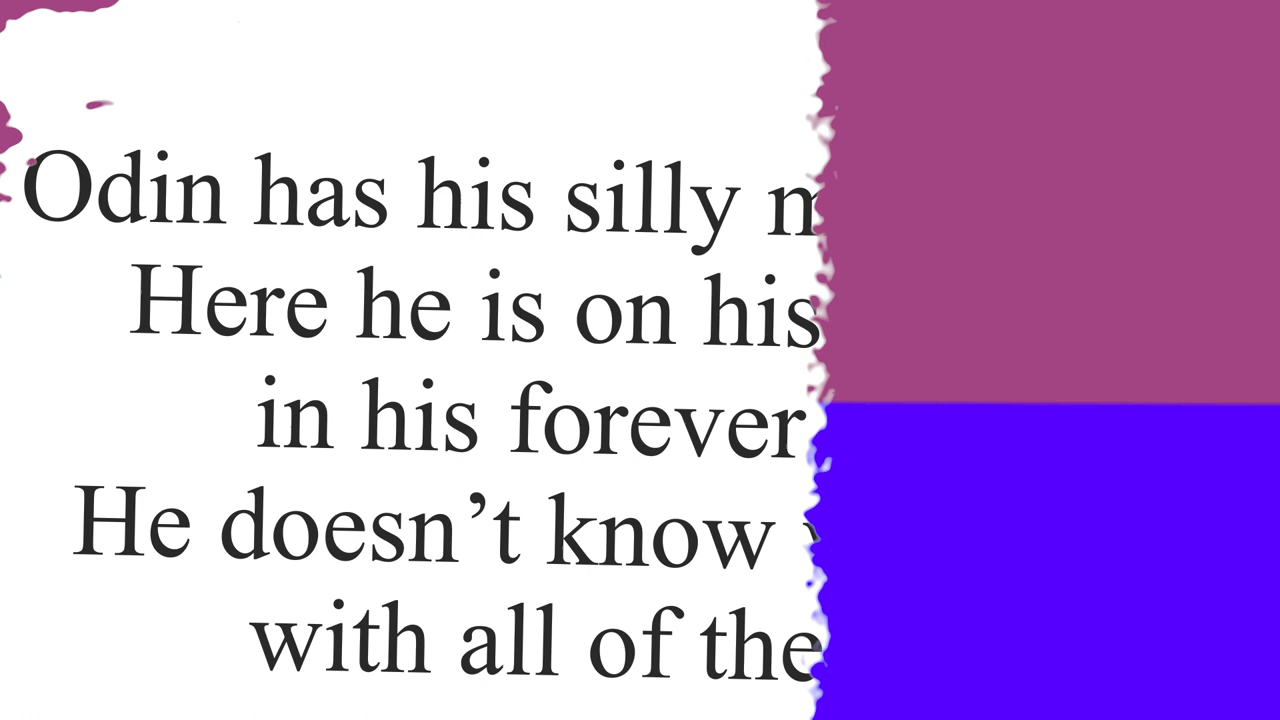 Odin has his silly
Here he is on his
in his forever
He doesn’t know
with all of the